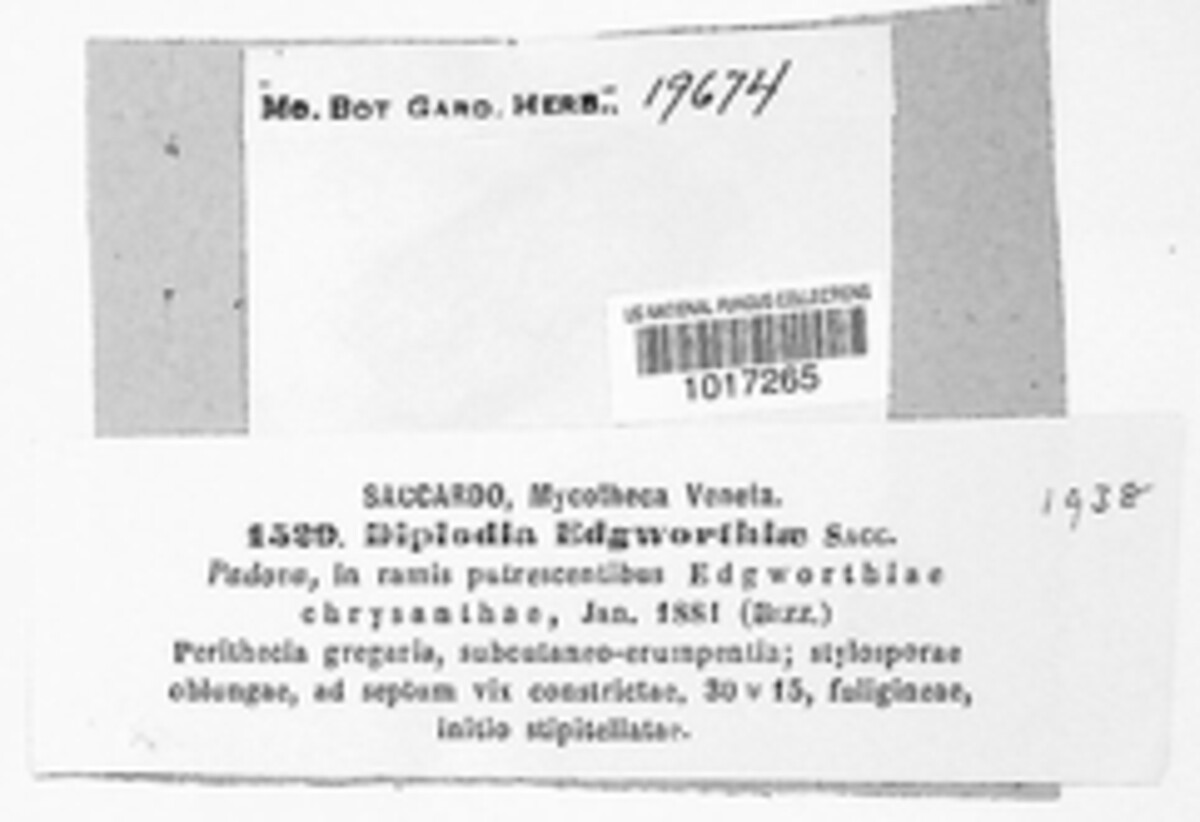 "Mo. Bot Gard. Herb.": 19674
US NATIONAL FUNGUS COLLECTIONS
1017265
SACCARDO, Mycotheca Veneta.
1938
1529. Diplodia Edgworthiæ Sacc.
Padova, in ramis putrescentibus Edgworthiae
chrysanthae, Jan. 1881 (Bizz.)
Perithecia gregaria, subcutaneo-erumpentia; stylosporae
oblongae, ad septum vix constrictae, 30 v 15, fuligineae,
initio stipitellatae.